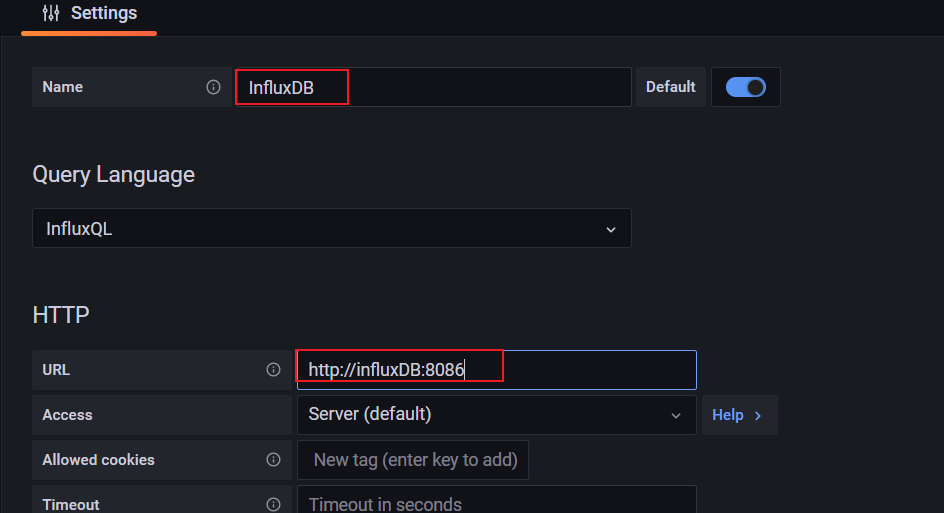 Settings
Name InfluxDB Default
Query Language
InfluxQL
HTTP
URL http://influxDB:8086
Access Server (default) Help >
Allowed cookies New tag (enter key to add)
Timeout Timeout in seconds